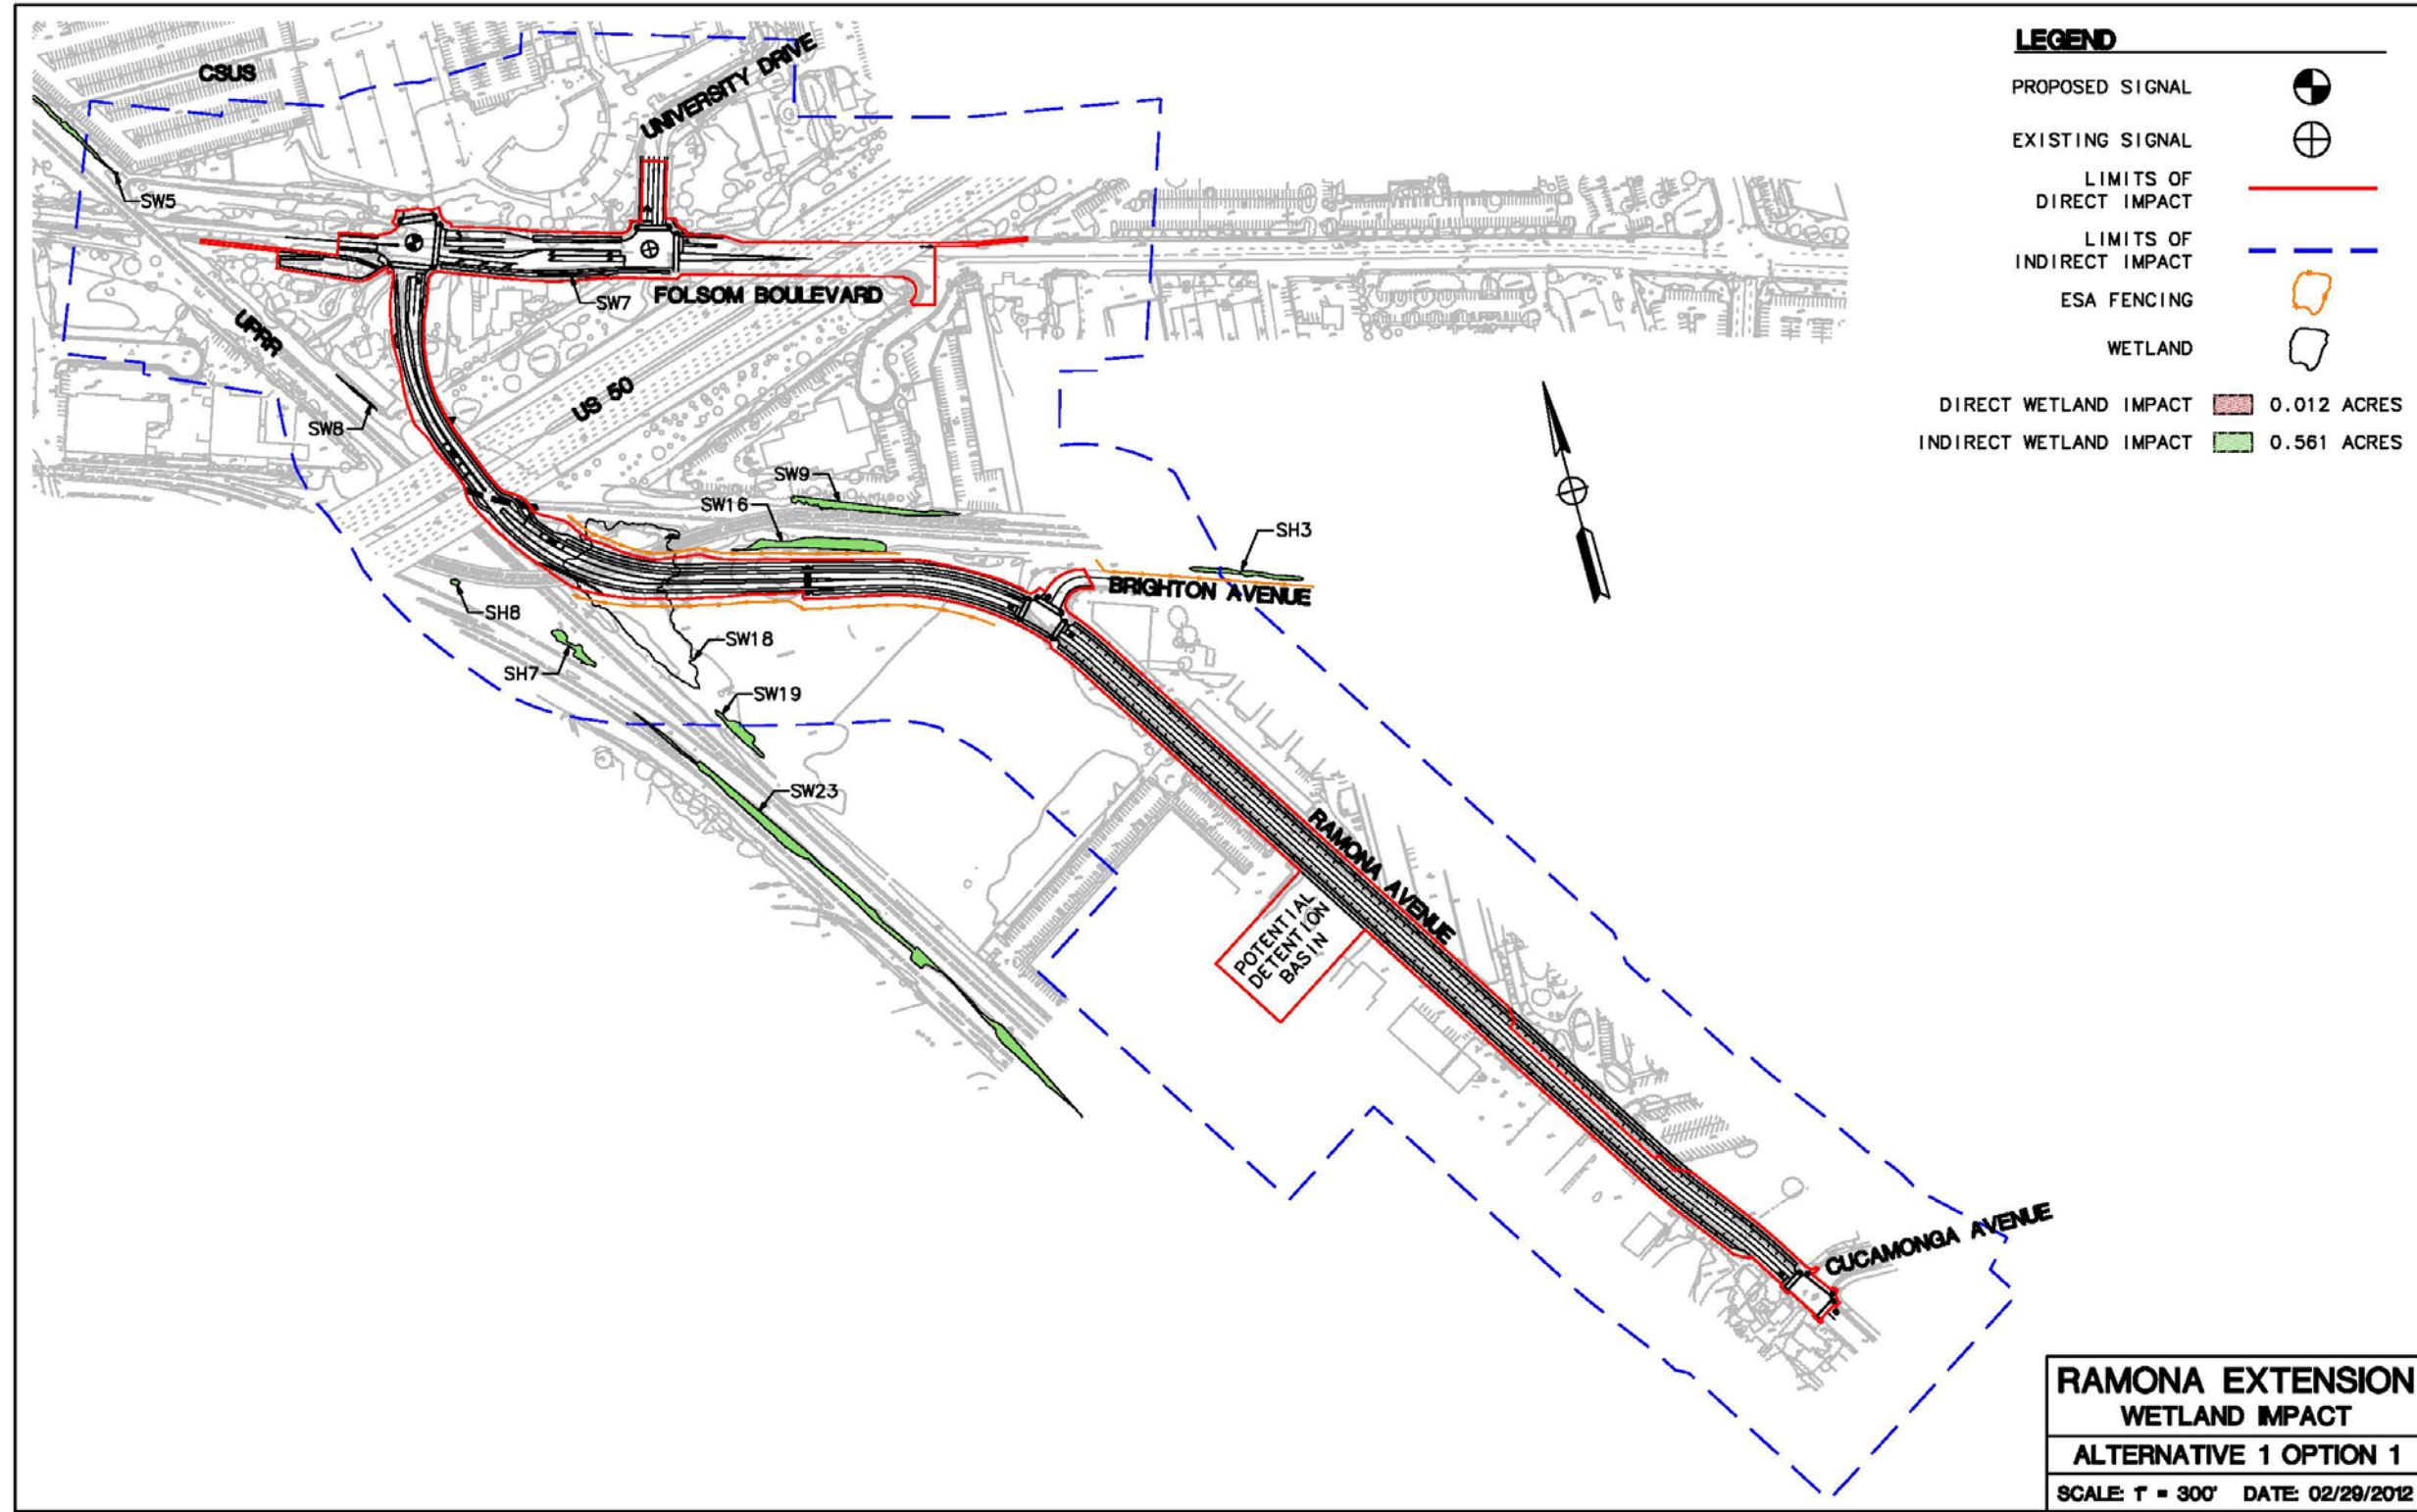 LEGEND
PROPOSED SIGNAL
EXISTING SIGNAL
LIMITS OF
DIRECT IMPACT
LIMITS OF
INDIRECT IMPACT
ESA FENCING
WETLAND
DIRECT WETLAND IMPACT 0.012 ACRES
INDIRECT WETLAND IMPACT 0.561 ACRES
CSUS
UNIVERSITY DRIVE
SW5
SW7
FOLSOM BOULEVARD
UPRR
US 50
SW8
SW9
SW16
SH3
BRIGHTON AVENUE
SH8
SW18
SH7
SW19
SW23
RAMONA AVENUE
POTENTIAL
DETENTION
BASIN
CUCAMONGA AVENUE
RAMONA EXTENSION
WETLAND IMPACT
ALTERNATIVE 1 OPTION 1
SCALE: 1" = 300' DATE: 02/29/2012